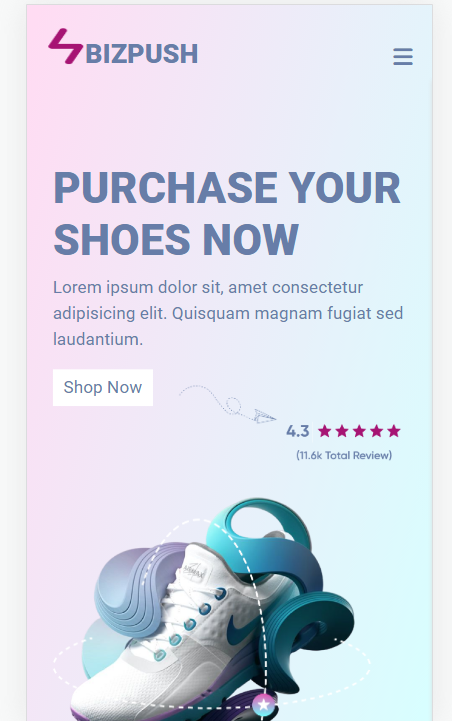 BIZPUSH
PURCHASE YOUR
SHOES NOW
Lorem ipsum dolor sit, amet consectetur
adipisicing elit. Quisquam magnam fugiat sed
laudantium.
Shop Now
4.3
(11.6k Total Review)